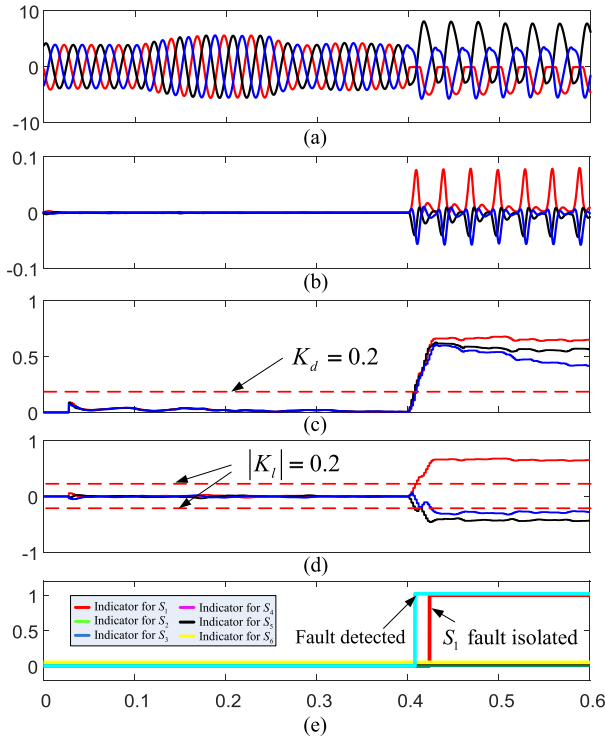 10
0
-10
(a)
0.1
0
-0.1
(b)
1
0.5
0
K_d = 0.2
(c)
1
0
-1
|K_l| = 0.2
(d)
1
0.5
0
Indicator for S_1
Indicator for S_2
Indicator for S_3
Indicator for S_4
Indicator for S_5
Indicator for S_6
Fault detected
S_1 fault isolated
0 0.1 0.2 0.3 0.4 0.5 0.6
(e)